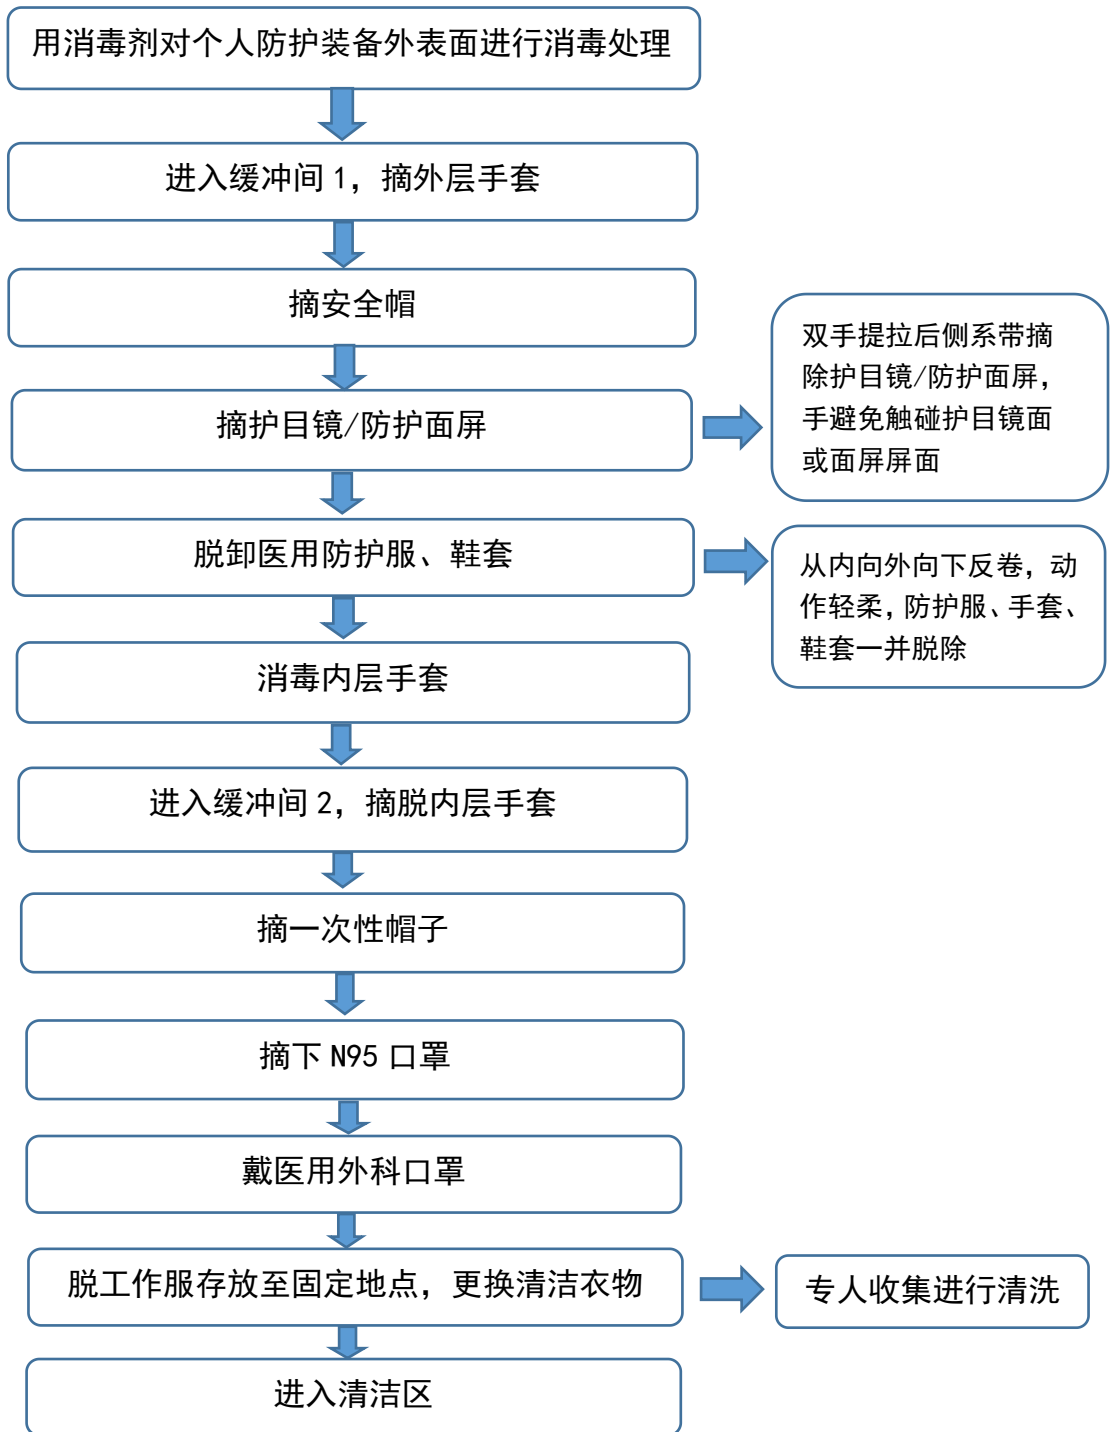 用消毒剂对个人防护装备外表面进行消毒处理
进入缓冲间 1，摘外层手套
摘安全帽
摘护目镜/防护面屏
双手提拉后侧系带摘
除护目镜/防护面屏，
手避免触碰护目镜面
或面屏屏面
脱卸医用防护服、鞋套
从内向外向下反卷，动
作轻柔，防护服、手套、
鞋套一并脱除
消毒内层手套
进入缓冲间 2，摘脱内层手套
摘一次性帽子
摘下 N95 口罩
戴医用外科口罩
脱工作服存放至固定地点，更换清洁衣物
专人收集进行清洗
进入清洁区